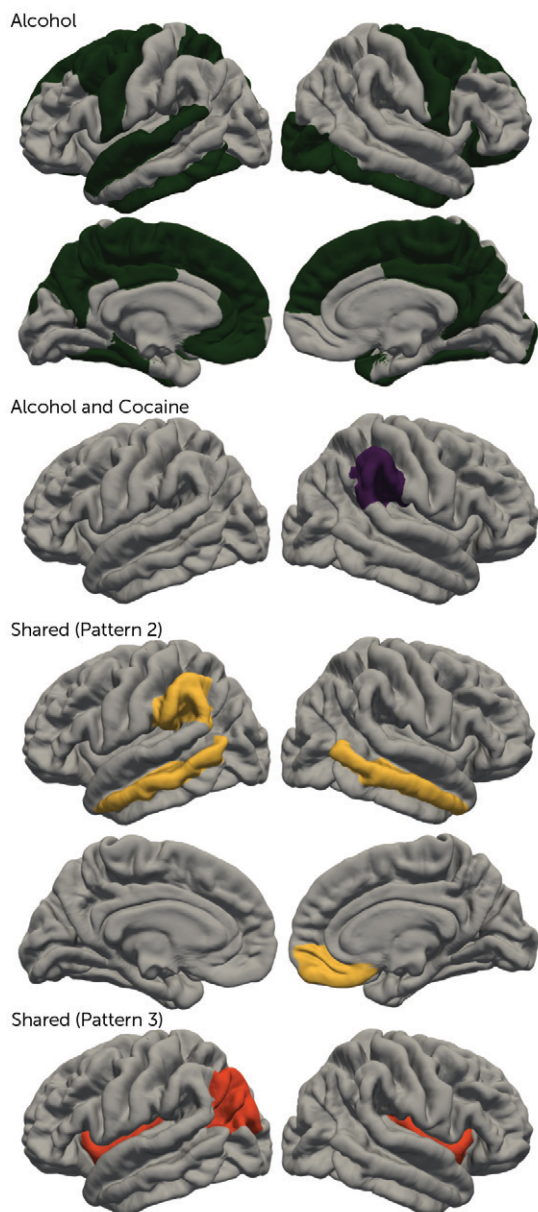 Alcohol
Alcohol and Cocaine
Shared (Pattern 2)
Shared (Pattern 3)